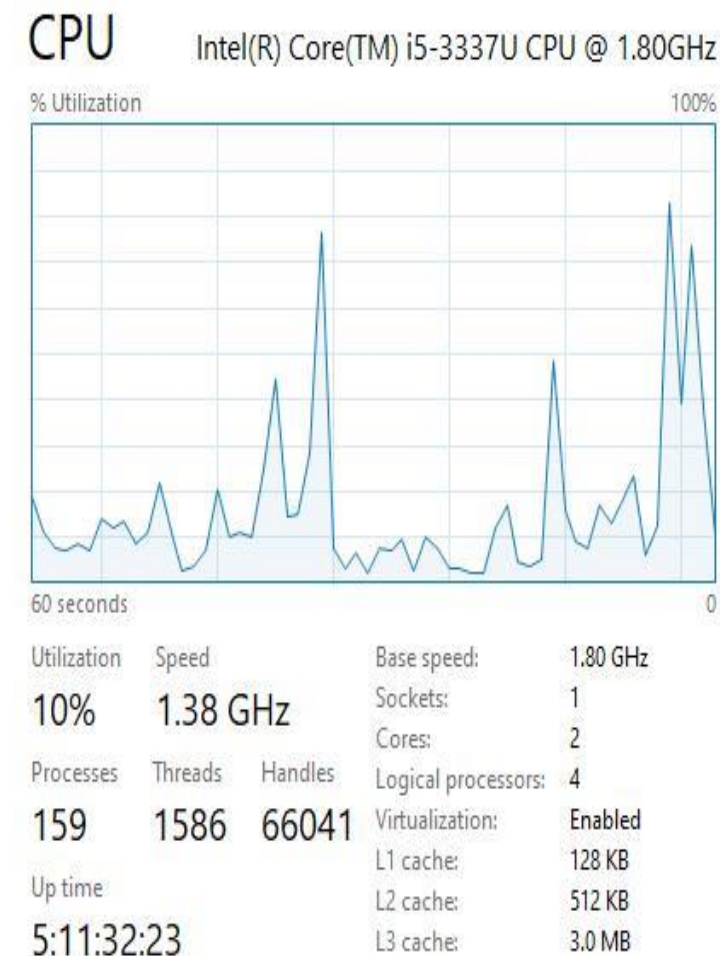 CPU Intel(R) Core(TM) i5-3337U CPU @ 1.80GHz
% Utilization 100%
60 seconds 0
Utilization Speed
10% 1.38 GHz
Processes Threads Handles
159 1586 66041
Up time
5:11:32:23
Base speed: 1.80 GHz
Sockets: 1
Cores: 2
Logical processors: 4
Virtualization: Enabled
L1 cache: 128 KB
L2 cache: 512 KB
L3 cache: 3.0 MB